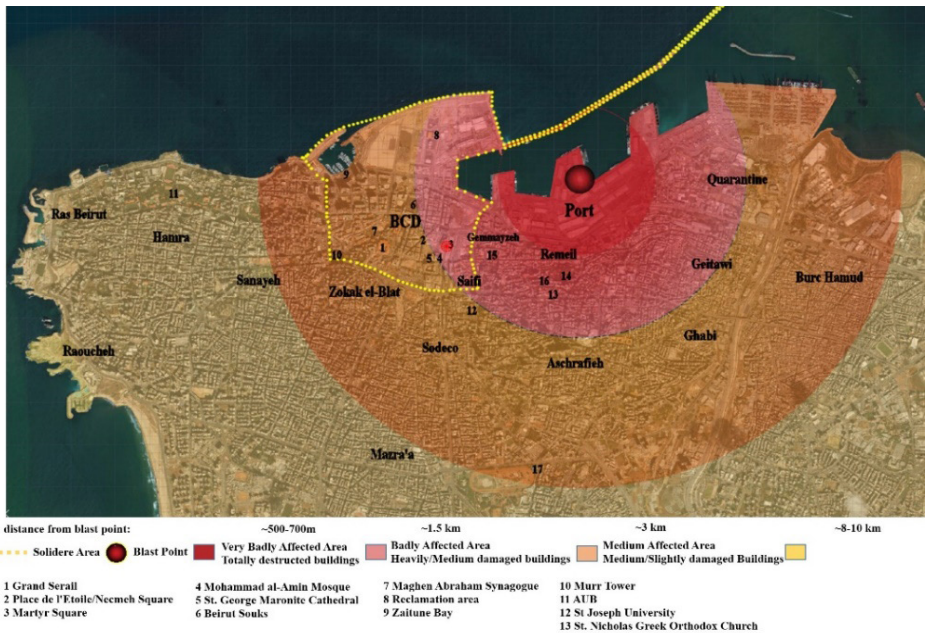 8
9
11
Quarantine
Ras Beirut
6
Port
BCD
Hamra
7
Gemmayzeh
2
3
10
1
15
Remeil
5 4
Geitawi
Sanayeh
Saifi
16
14
Burc Hamud
Zokak el-Blat
13
12
Ghabi
Raoucheh
Sodeco
Aschrafieh
Mazra'a
17
distance from blast point: ~500-700m ~1.5 km ~3 km ~8-10 km
Solidere Area Blast Point Very Badly Affected Area Badly Affected Area Medium Affected Area
Totally destructed buildings Heavily/Medium damaged buildings Medium/Slightly damaged Buildings
1 Grand Serail 4 Mohammad al-Amin Mosque 7 Maghen Abraham Synagogue 10 Murr Tower
2 Place de l'Etoile/Necmeh Square 5 St. George Maronite Cathedral 8 Reclamation area 11 AUB
3 Martyr Square 6 Beirut Souks 9 Zaitune Bay 12 St Joseph University
13 St. Nicholas Greek Orthodox Church